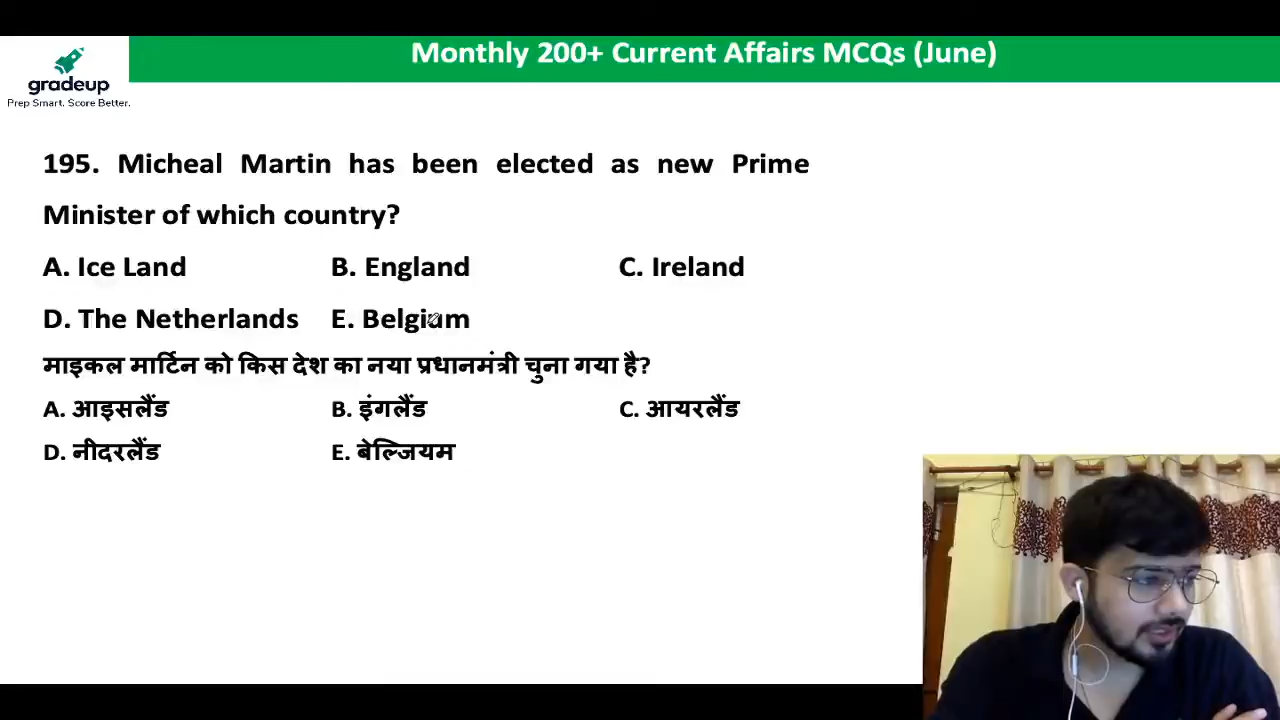 Monthly 200+ Current Affairs MCQs (June)
gradeup
Prep Smart. Score Better.
195. Micheal Martin has been elected as new Prime
Minister of which country?
A. Ice Land B. England C. Ireland
D. The Netherlands E. Belgium
माइकल मार्टिन को किस देश का नया प्रधानमंत्री चुना गया है?
A. आइसलैंड B. इंगलैंड C. आयरलैंड
D. नीदरलैंड E. बेल्जियम